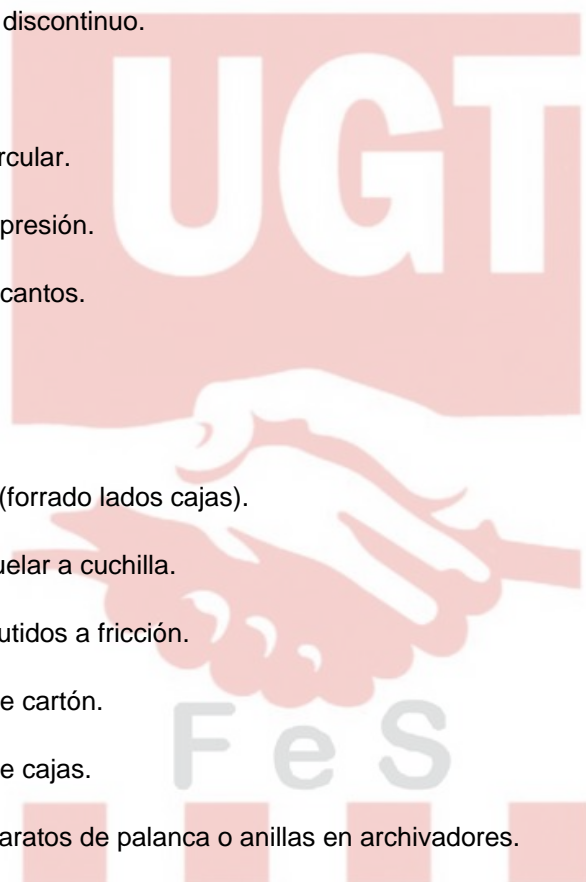 discontinuo.
UGT
rcular.
presión.
cantos.
(forrado lados cajas).
uelar a cuchilla.
utidos a fricción.
e cartón.
e cajas.
FeS
aratos de palanca o anillas en archivadores.